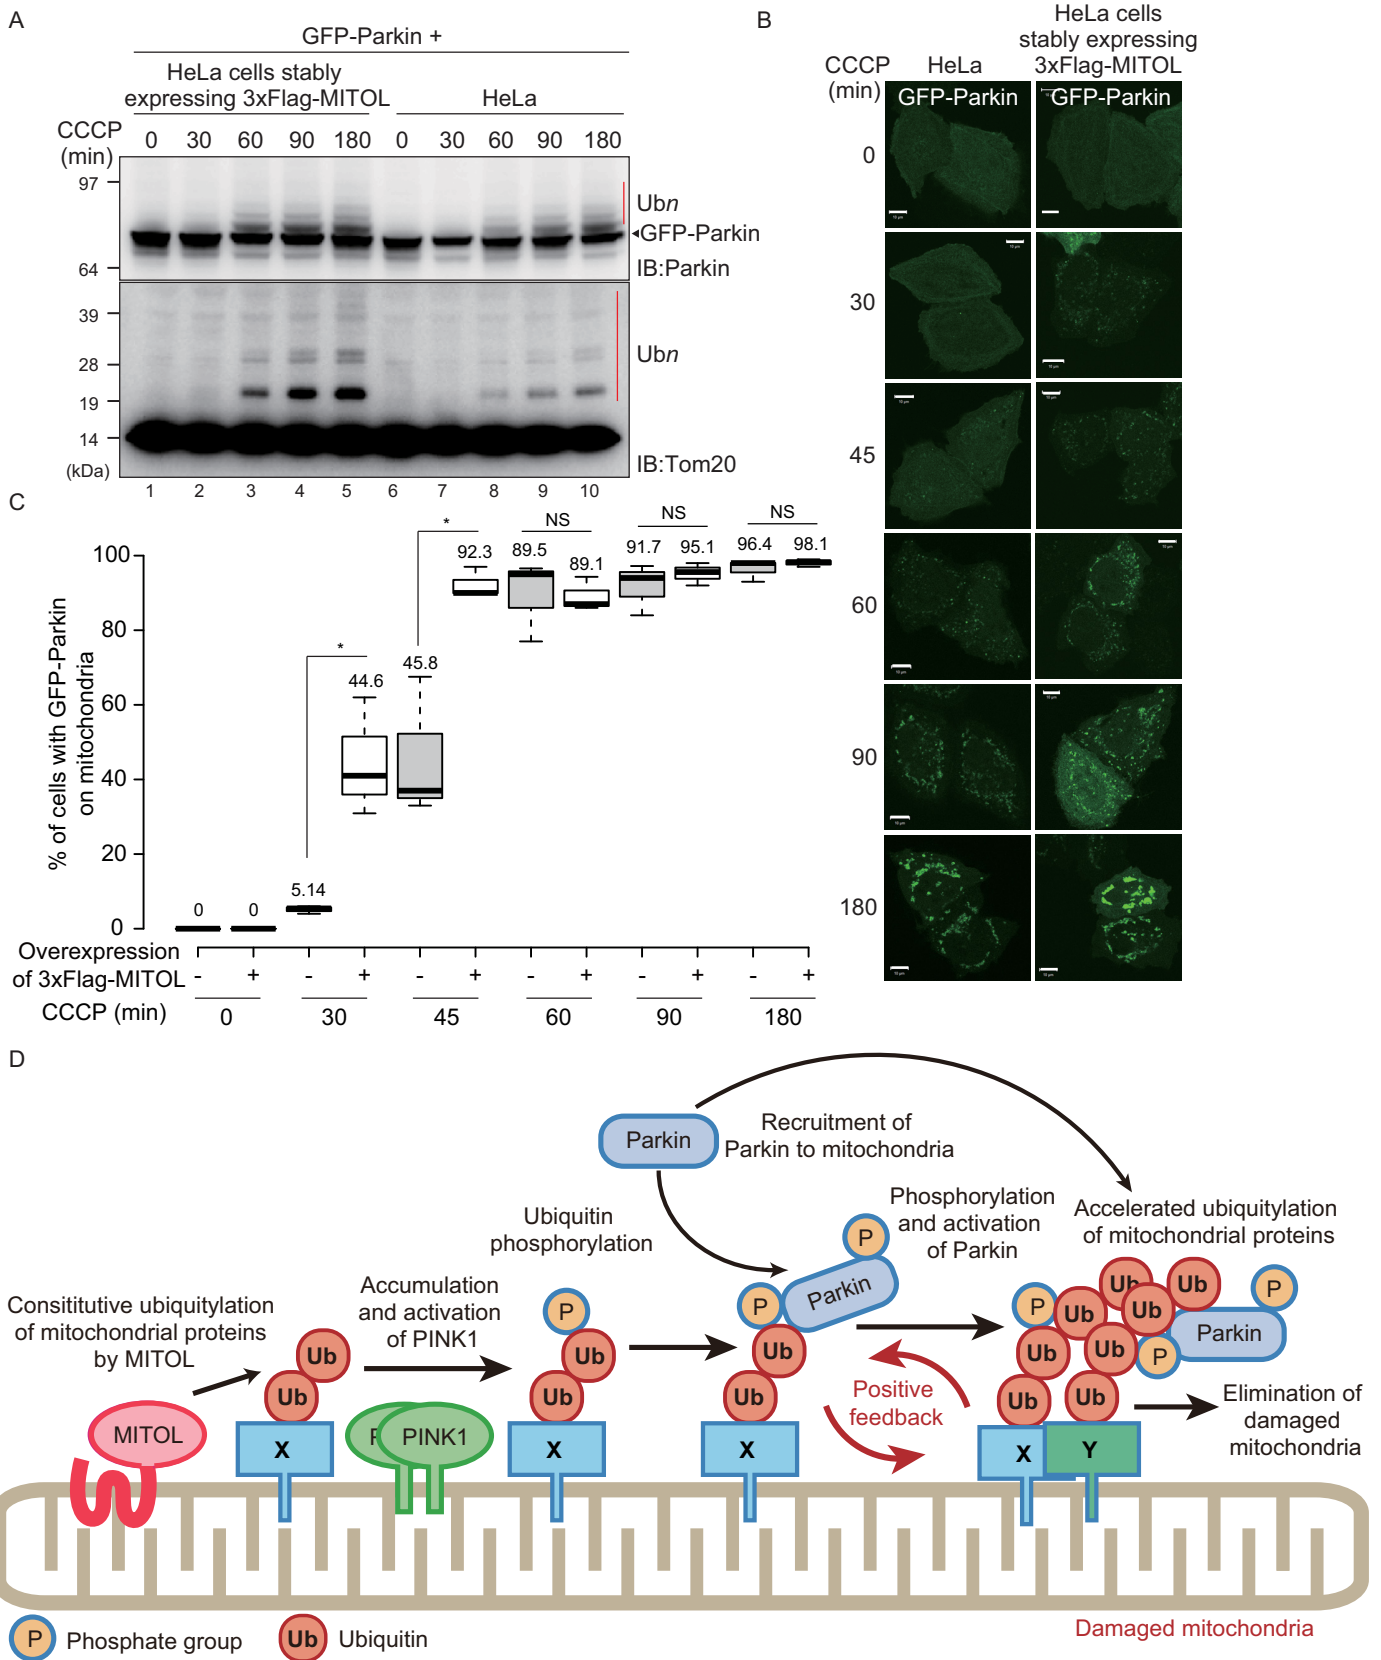 A
GFP-Parkin +
HeLa cells stably
expressing 3xFlag-MITOL
HeLa
CCCP
(min)
0 30 60 90 180 0 30 60 90 180
97
64
Ubn
GFP-Parkin
IB:Parkin
39
28
19
14
(kDa)
Ubn
IB:Tom20
1 2 3 4 5 6 7 8 9 10
B
CCCP
(min)
HeLa
HeLa cells
stably expressing
3xFlag-MITOL
GFP-Parkin GFP-Parkin
0
30
45
60
90
180
C
% of cells with GFP-Parkin
on mitochondria
100
80
60
40
20
0
0 0 5.14 44.6 45.8 92.3 89.5 89.1 91.7 95.1 96.4 98.1
* * NS NS NS
Overexpression
of 3xFlag-MITOL
- + - + - + - + - + - +
CCCP (min)
0 30 45 60 90 180
D
Parkin
Recruitment of
Parkin to mitochondria
Consititutive ubiquitylation
of mitochondrial proteins
by MITOL
Accumulation
and activation
of PINK1
Ubiquitin
phosphorylation
Phosphorylation
and activation
of Parkin
Accelerated ubiquitylation
of mitochondrial proteins
MITOL
Ub
Ub
X
PINK1
P
Ub
Ub
X
P
Parkin
P
Ub
Ub
X
Positive
feedback
P
Ub
Ub
Ub
Ub
Ub
Ub
Ub
Ub
P
Parkin
P
X
Y
Elimination of
damaged
mitochondria
Damaged mitochondria
P Phosphate group
Ub Ubiquitin